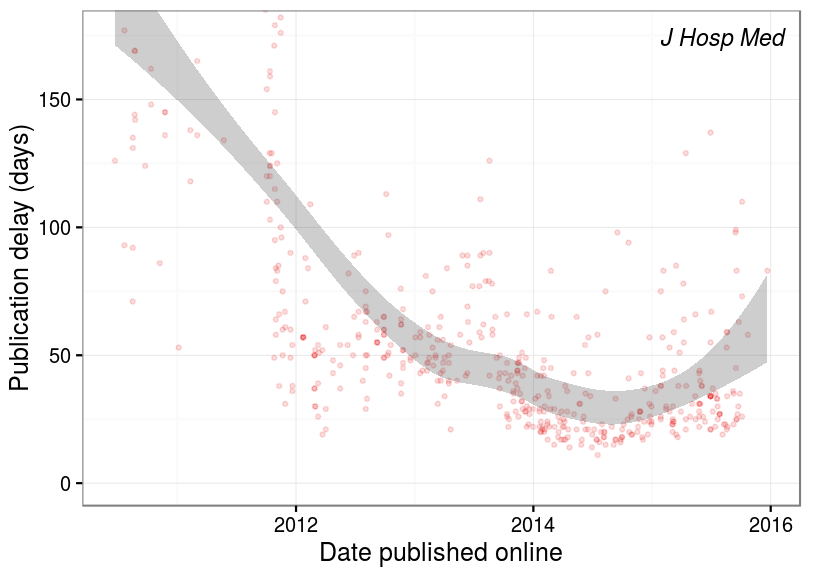 J Hosp Med
Publication delay (days)
150
100
50
0
2012
2014
2016
Date published online